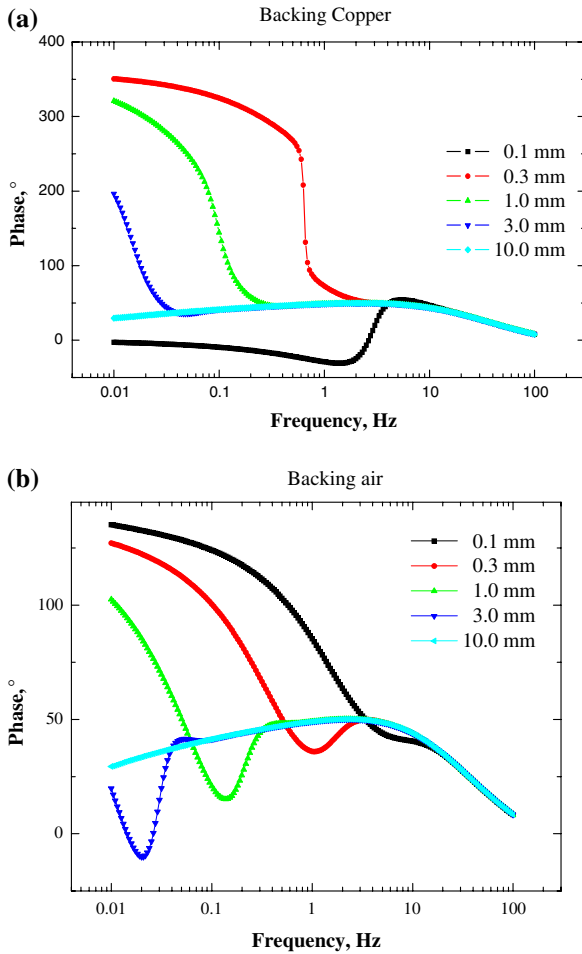 (a)
Backing Copper
400
300
200
100
0
Phase,°
0.1 mm
0.3 mm
1.0 mm
3.0 mm
10.0 mm
0.01 0.1 1 10 100
Frequency, Hz
(b)
Backing air
100
50
0
Phase,°
0.1 mm
0.3 mm
1.0 mm
3.0 mm
10.0 mm
0.01 0.1 1 10 100
Frequency, Hz